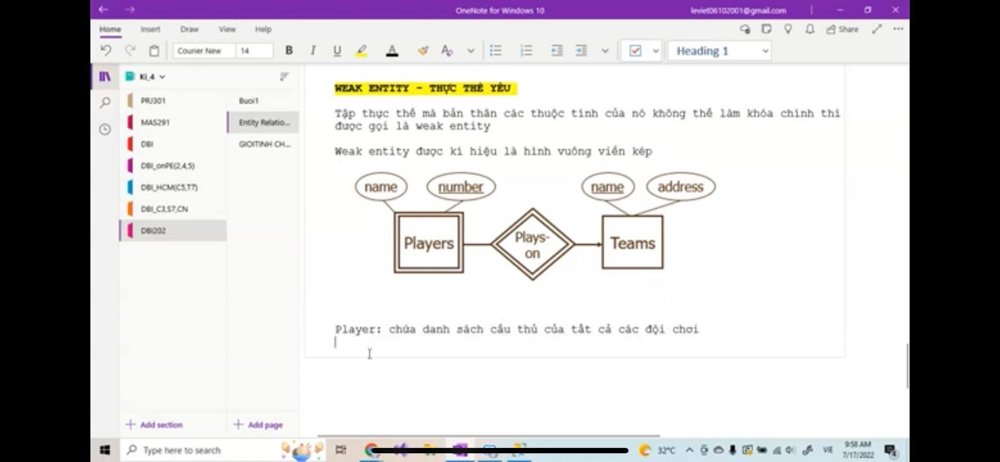 OneNote for Windows 10
leviet06102001@gmail.com
Home Insert Draw View Help
Share
Courier New 14 B I U A Heading 1
Ki_4
PRJ301
MAS291
DBI
DBI_onPE(2,4,5)
DBI_HCM(C5,T7)
DBI_C3,S7,CN
DBI202
Buoi1
Entity Relatio...
GIOITINH CH...
WEAK ENTITY - THỰC THỂ YẾU
Tập thực thể mà bản thân các thuộc tính của nó không thể làm khóa chính thì
được gọi là weak entity
Weak entity được kí hiệu là hình vuông viền kép
name number name address
Players
Plays-
on
Teams
Player: chứa danh sách cầu thủ của tất cả các đội chơi
Add section
Add page
Type here to search
32°C
VIE
9:58 AM
7/17/2022
4